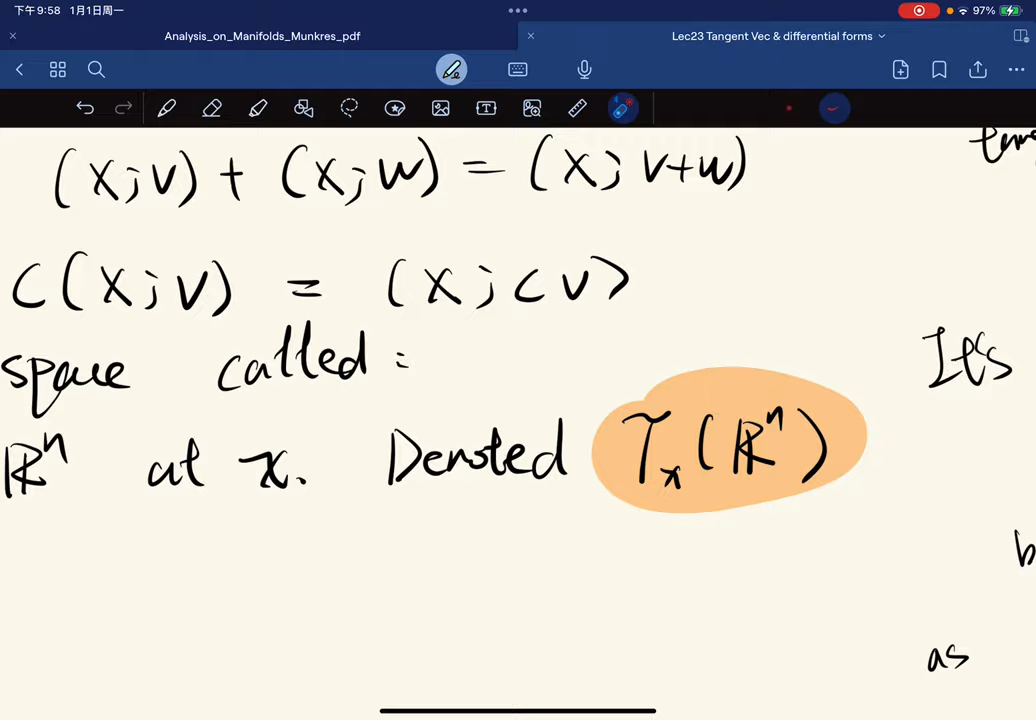 下午9:58 1月1日周一
97%
Analysis_on_Manifolds_Munkres_pdf
Lec23 Tangent Vec & differential forms
(x; v) + (x; w) = (x; v+w)
c(x; v) = (x; cv)
space called:
It's
ℝⁿ at x. Denoted Tₓ(ℝⁿ)
as